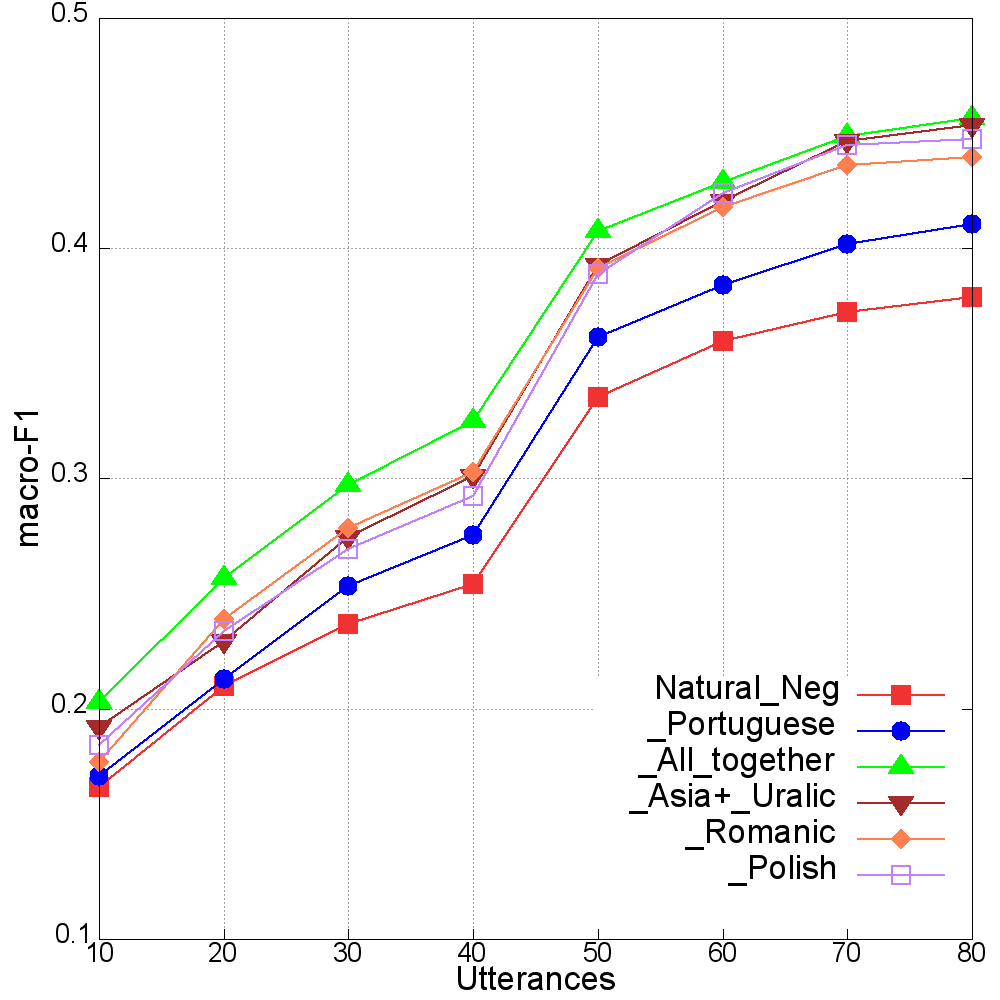 0.5
0.4
0.3
0.2
0.1
macro-F1
Natural_Neg
_Portuguese
_All_together
_Asia+_Uralic
_Romanic
_Polish
10 20 30 40 50 60 70 80
Utterances